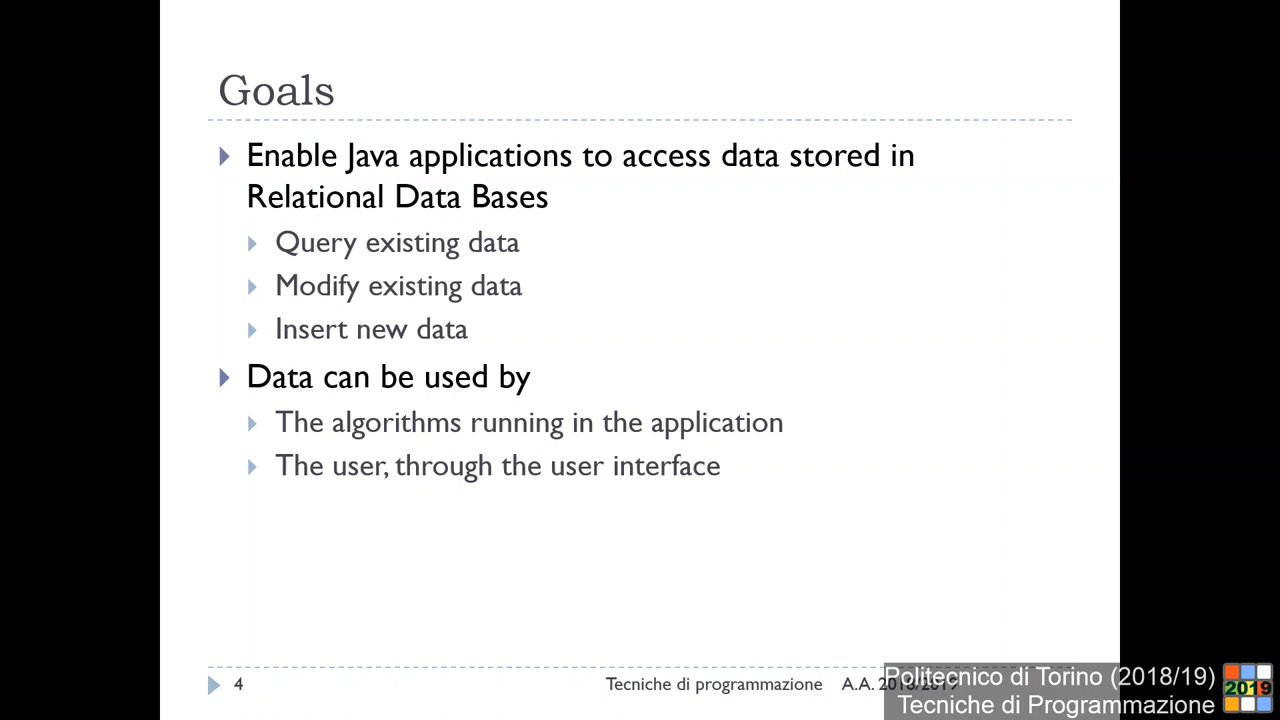 Goals
Enable Java applications to access data stored in
Relational Data Bases
Query existing data
Modify existing data
Insert new data
Data can be used by
The algorithms running in the application
The user, through the user interface
4
Tecniche di programmazione A.A. 2018/2019
Politecnico di Torino (2018/19)
Tecniche di Programmazione
2019